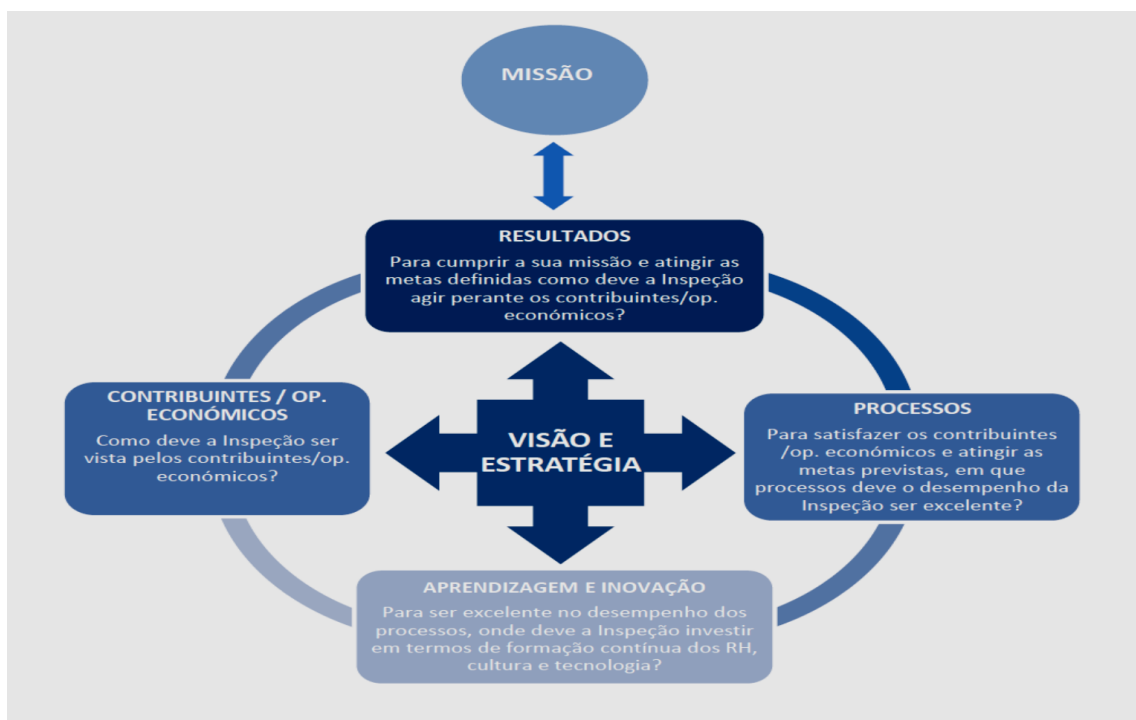 MISSÃO
RESULTADOS
Para cumprir a sua missão e atingir as
metas definidas como deve a Inspeção
agir perante os contribuintes/op.
económicos?
CONTRIBUINTES / OP.
ECONÓMICOS
Como deve a Inspeção ser
vista pelos contribuintes/op.
económicos?
VISÃO E
ESTRATÉGIA
PROCESSOS
Para satisfazer os contribuintes
/op. económicos e atingir as
metas previstas, em que
processos deve o desempenho da
Inspeção ser excelente?
APRENDIZAGEM E INOVAÇÃO
Para ser excelente no desempenho dos
processos, onde deve a Inspeção investir
em termos de formação contínua dos RH,
cultura e tecnologia?